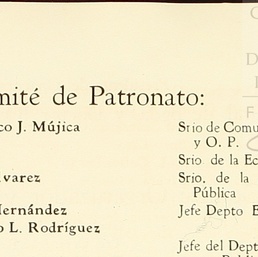 mité de Patronato:
co J. Mújica
Srio de Comu
y O. P.
Srio de la Ec
lvarez
Srio. de la
Pública
Hernández
Jefe Depto E
o L. Rodríguez
Jefe del Dept